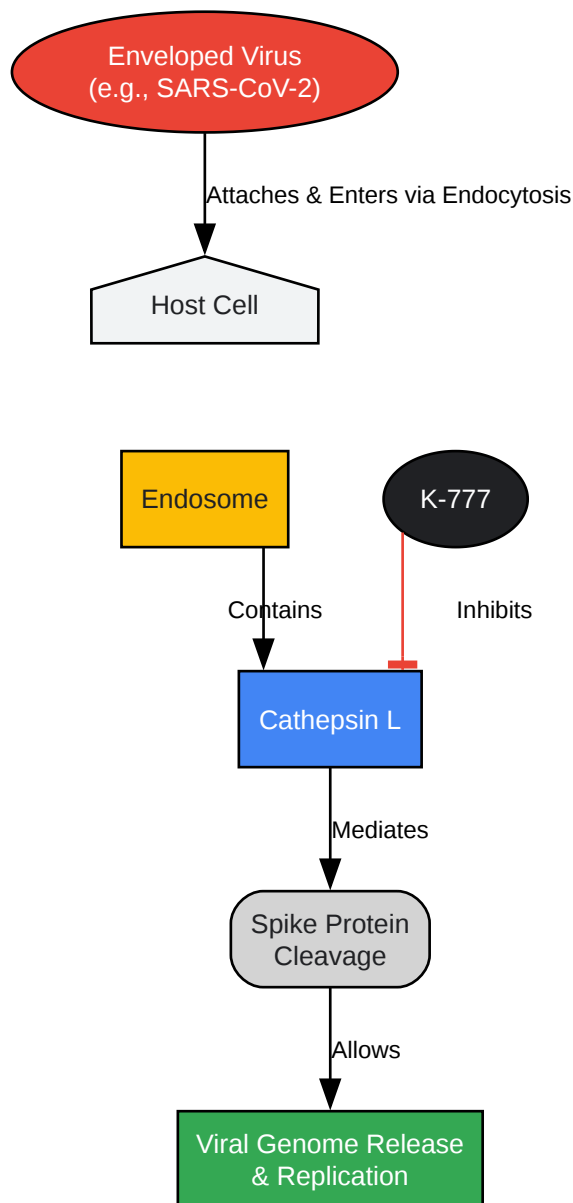 Enveloped Virus
(e.g., SARS-CoV-2)
Attaches & Enters via Endocytosis
Host Cell
Endosome
K-777
Contains
Inhibits
Cathepsin L
Mediates
Spike Protein
Cleavage
Allows
Viral Genome Release
& Replication